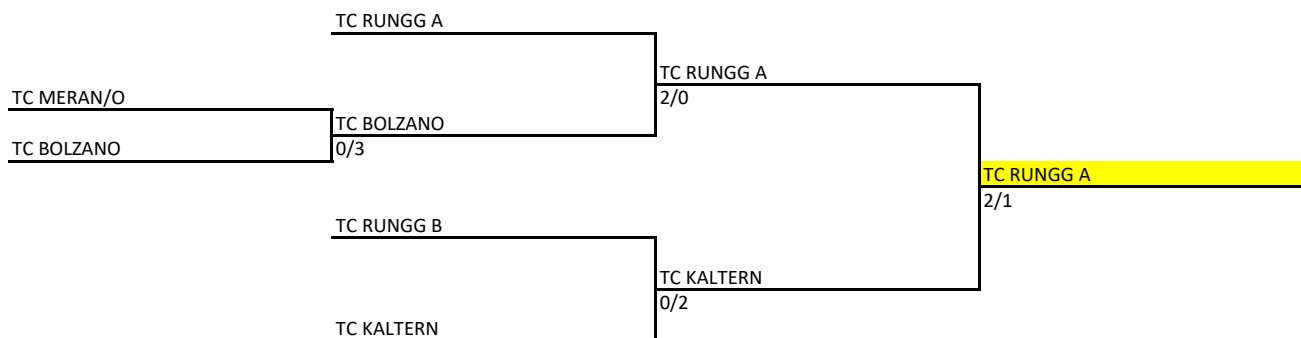 TC RUNGG A
TC RUNGG A
TC MERAN/O
2/0
TC BOLZANO
TC BOLZANO
0/3
TC RUNGG A
2/1
TC RUNGG B
TC KALTERN
0/2
TC KALTERN